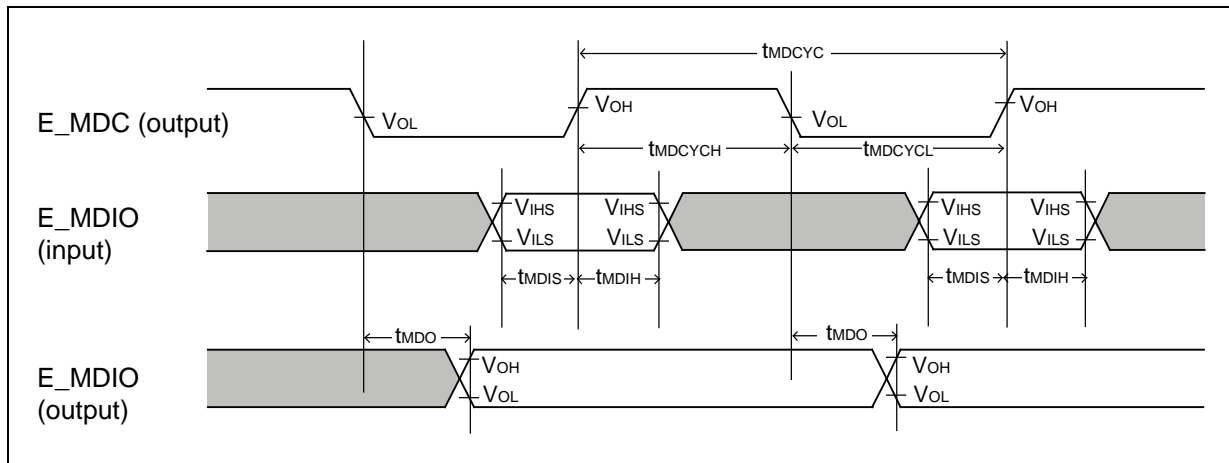 tMDCYC
E_MDC (output)
VOL
VOH
VOL
VOH
tMDCYCH
tMDCYCL
E_MDIO
(input)
VIHS
VIHS
VIHS
VIHS
VILS
VILS
VILS
VILS
tMDIS
tMDIH
tMDIS
tMDIH
tMDO
tMDO
E_MDIO
(output)
VOH
VOH
VOL
VOL